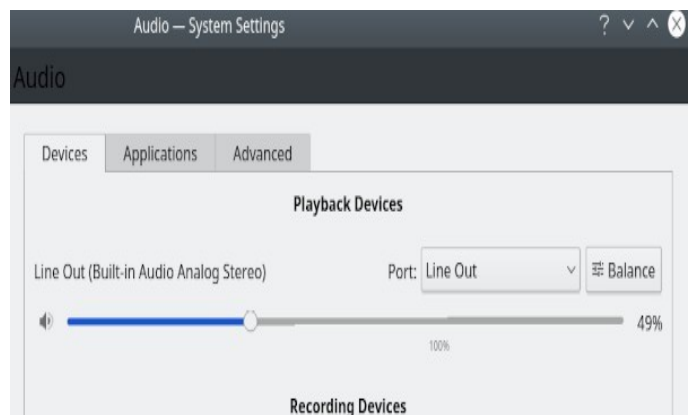 Audio — System Settings
?
Audio
Devices Applications Advanced
Playback Devices
Line Out (Built-in Audio Analog Stereo) Port: Line Out Balance
49%
100%
Recording Devices